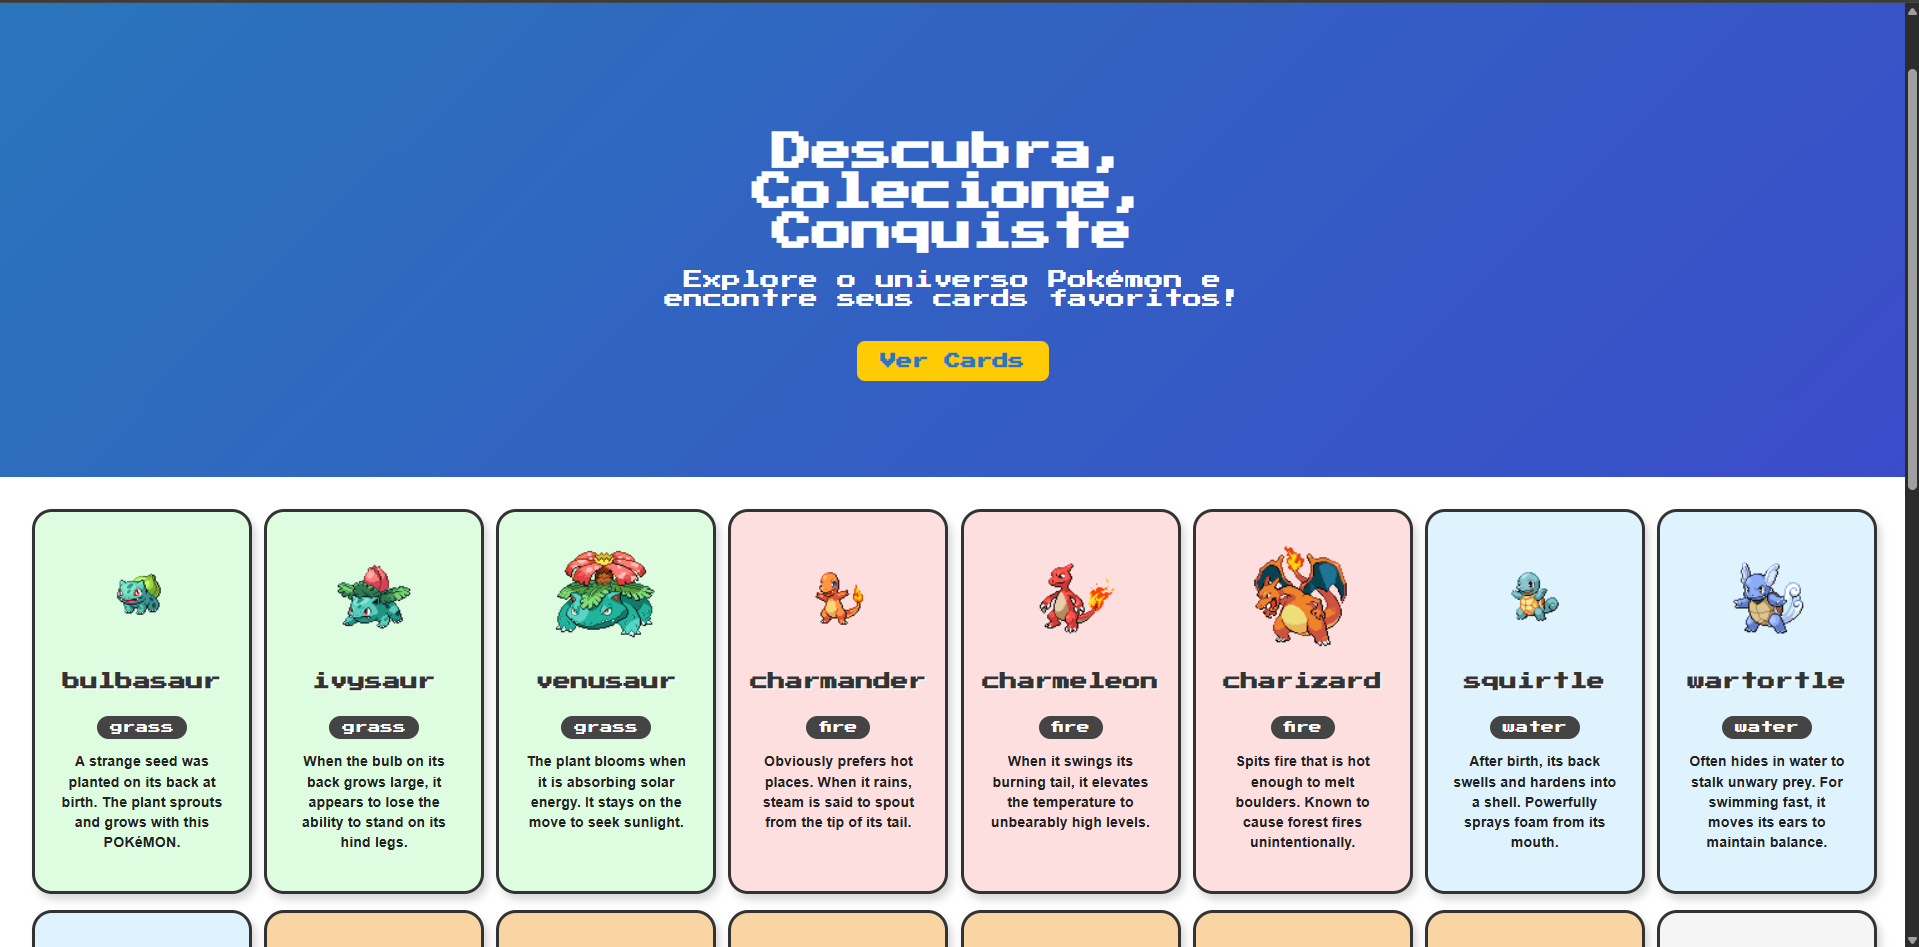 Descubra,
Colecione,
Conquiste
Explore o universo Pokémon e
encontre seus cards favoritos!
Ver Cards
bulbasaur
grass
A strange seed was
planted on its back at
birth. The plant sprouts
and grows with this
POKéMON.
ivysaur
grass
When the bulb on its
back grows large, it
appears to lose the
ability to stand on its
hind legs.
venusaur
grass
The plant blooms when
it is absorbing solar
energy. It stays on the
move to seek sunlight.
charmander
fire
Obviously prefers hot
places. When it rains,
steam is said to spout
from the tip of its tail.
charmeleon
fire
When it swings its
burning tail, it elevates
the temperature to
unbearably high levels.
charizard
fire
Spits fire that is hot
enough to melt
boulders. Known to
cause forest fires
unintentionally.
squirtle
water
After birth, its back
swells and hardens into
a shell. Powerfully
sprays foam from its
mouth.
wartortle
water
Often hides in water to
stalk unwary prey. For
swimming fast, it
moves its ears to
maintain balance.